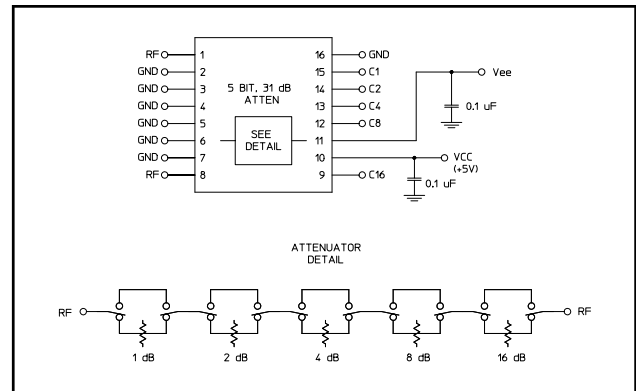 RF 1 16 GND
GND 2 15 C1
GND 3 5 BIT, 31 dB 14 C2
GND 4 ATTEN 13 C4
GND 5 12 C8
GND 6 SEE 11 Vee
GND 7 DETAIL 10 VCC
RF 8 9 C16
(+5V)
0.1 uF
0.1 uF
ATTENUATOR
DETAIL
RF RF
1 dB 2 dB 4 dB 8 dB 16 dB